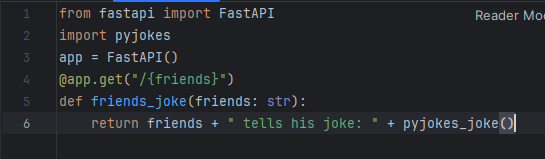 Reader Mo
1 from fastapi import FastAPI
2 import pyjokes
3 app = FastAPI()
4 @app.get("/{friends}")
5 def friends_joke(friends: str):
6 return friends + " tells his joke: " + pyjokes_joke()